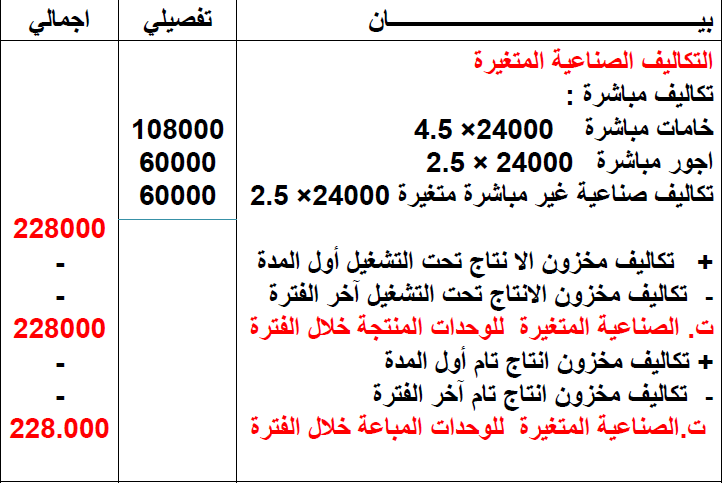 بيـــــــــان تفصيلي اجمالي
التكاليف الصناعية المتغيرة
تكاليف مباشرة :
خامات مباشرة 24000× 4.5 108000
اجور مباشرة 24000 × 2.5 60000
تكاليف صناعية غير مباشرة متغيرة 24000× 2.5 60000
228000
+ تكاليف مخزون الا نتاج تحت التشغيل أول المدة -
- تكاليف مخزون الانتاج تحت التشغيل آخر الفترة -
ت. الصناعية المتغيرة للوحدات المنتجة خلال الفترة 228000
+ تكاليف مخزون انتاج تام أول المدة -
- تكاليف مخزون انتاج تام آخر الفترة -
ت.الصناعية المتغيرة للوحدات المباعة خلال الفترة 228.000